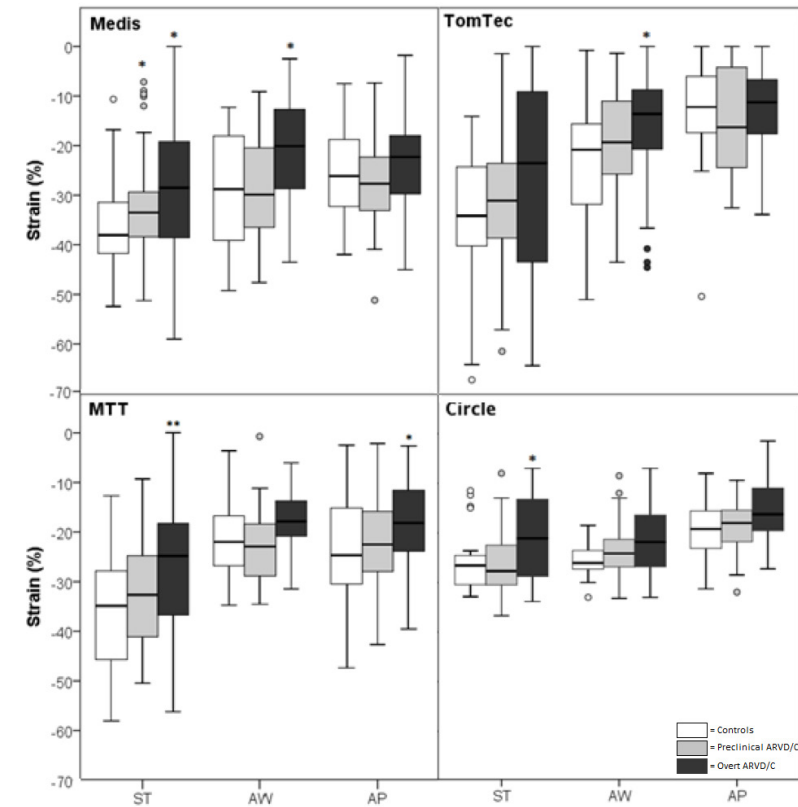 Medis
TomTec
Strain (%)
0
-10
-20
-30
-40
-50
-60
-70
*
*
*
*
MTT
Circle
Strain (%)
0
-10
-20
-30
-40
-50
-60
-70
**
*
*
ST
AW
AP
ST
AW
AP
= Controls
= Preclinical ARVD/C
= Overt ARVD/C